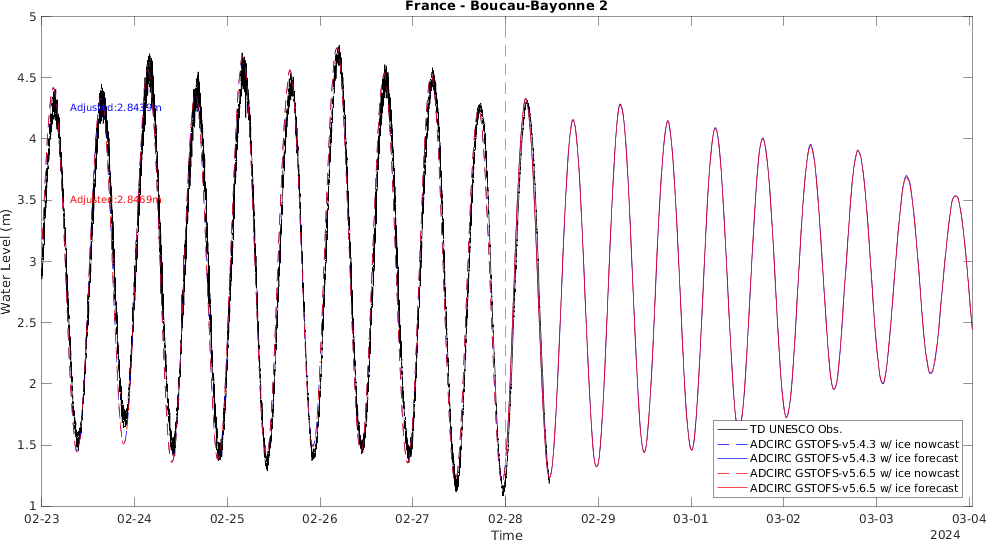 France - Boucau-Bayonne 2
5
4.5
4
3.5
3
2.5
2
1.5
1
Water Level (m)
Adjusted:2.8439m
Adjusted:2.8469m
TD UNESCO Obs.
ADCIRC GSTOFS-v5.4.3 w/ ice nowcast
ADCIRC GSTOFS-v5.4.3 w/ ice forecast
ADCIRC GSTOFS-v5.6.5 w/ ice nowcast
ADCIRC GSTOFS-v5.6.5 w/ ice forecast
02-23 02-24 02-25 02-26 02-27 02-28 02-29 03-01 03-02 03-03 03-04
Time
2024